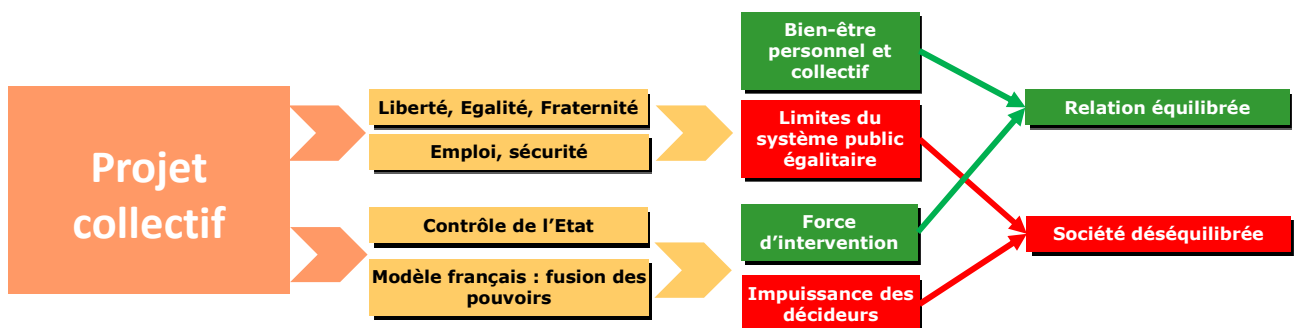 Projet
collectif
Liberté, Egalité, Fraternité
Emploi, sécurité
Contrôle de l'Etat
Modèle français : fusion des
pouvoirs
Bien-être
personnel et
collectif
Limites du
système public
égalitaire
Force
d'intervention
Impuissance des
décideurs
Relation équilibrée
Société déséquilibrée